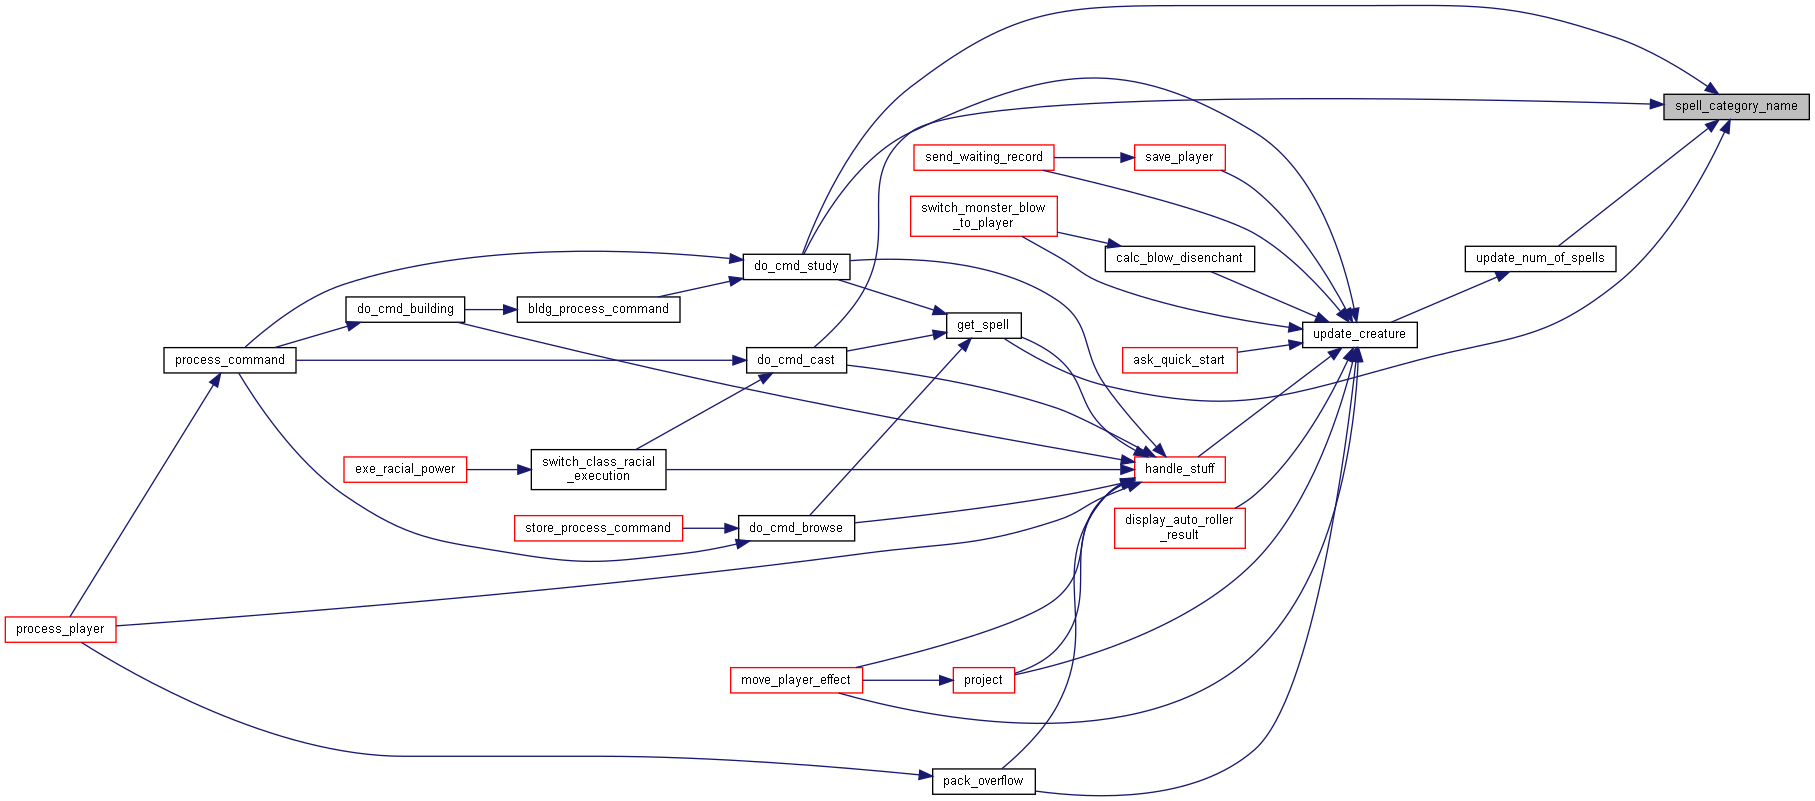 spell_category_name
send_waiting_record
save_player
switch_monster_blow
_to_player
calc_blow_disenchant
update_num_of_spells
do_cmd_study
do_cmd_building
bldg_process_command
get_spell
update_creature
process_command
do_cmd_cast
ask_quick_start
exe_racial_power
switch_class_racial
_execution
handle_stuff
store_process_command
do_cmd_browse
display_auto_roller
_result
process_player
move_player_effect
project
pack_overflow